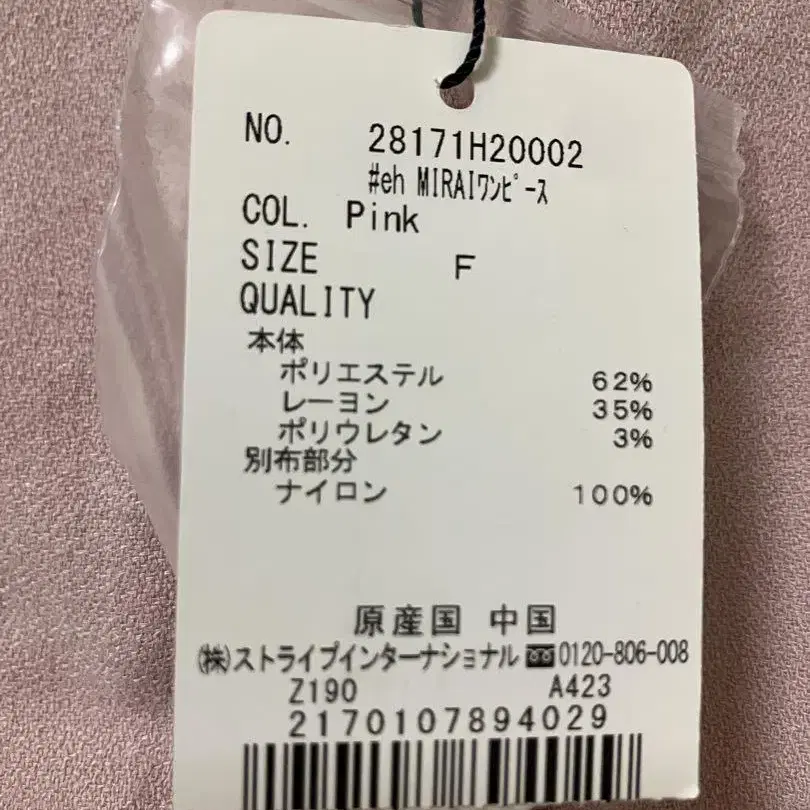 NO. 28171H20002
#eh MIRAIワンピース
COL. Pink
SIZE F
QUALITY
本体
ポリエステル 62%
レーヨン 35%
ポリウレタン 3%
別布部分
ナイロン 100%
原産国 中国
㈱ストライプインターナショナル 0120-806-008
Z190 A423
2170107894029